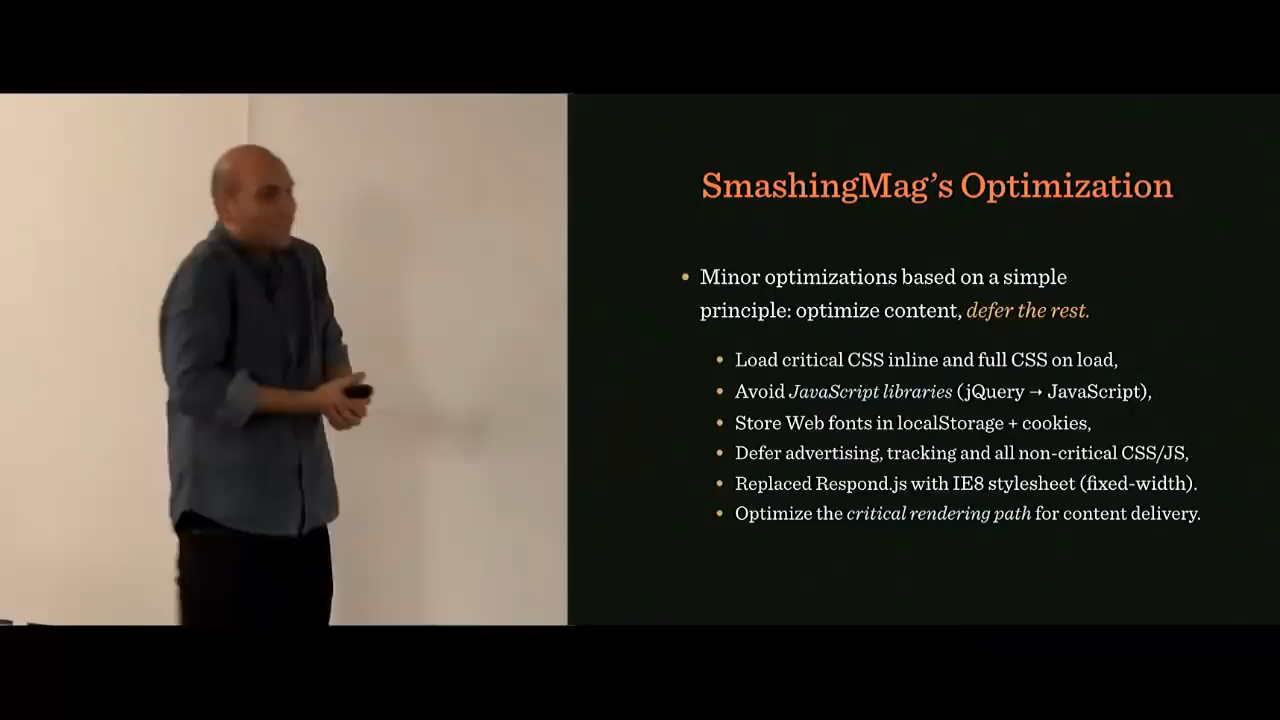 SmashingMag’s Optimization
• Minor optimizations based on a simple
principle: optimize content, defer the rest.
• Load critical CSS inline and full CSS on load,
• Avoid JavaScript libraries (jQuery → JavaScript),
• Store Web fonts in localStorage + cookies,
• Defer advertising, tracking and all non-critical CSS/JS,
• Replaced Respond.js with IE8 stylesheet (fixed-width).
• Optimize the critical rendering path for content delivery.